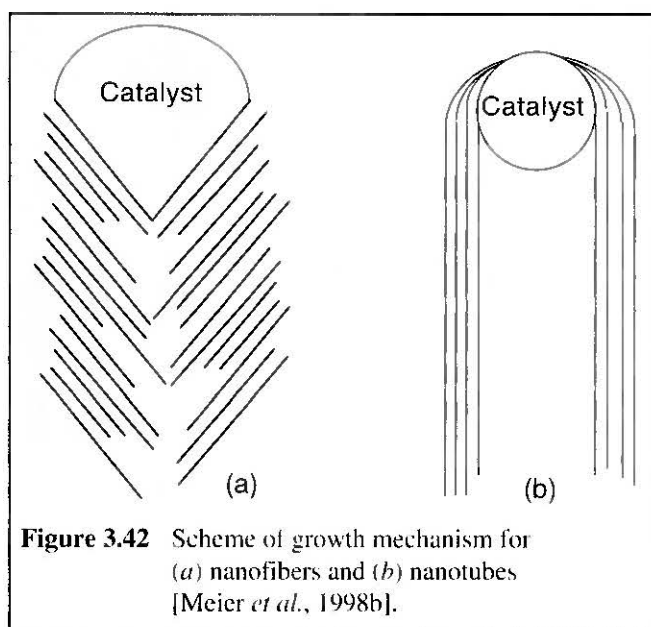 Catalyst
Catalyst
(a)
(b)
Figure 3.42 Scheme of growth mechanism for
(a) nanofibers and (b) nanotubes
[Meier et al., 1998b].